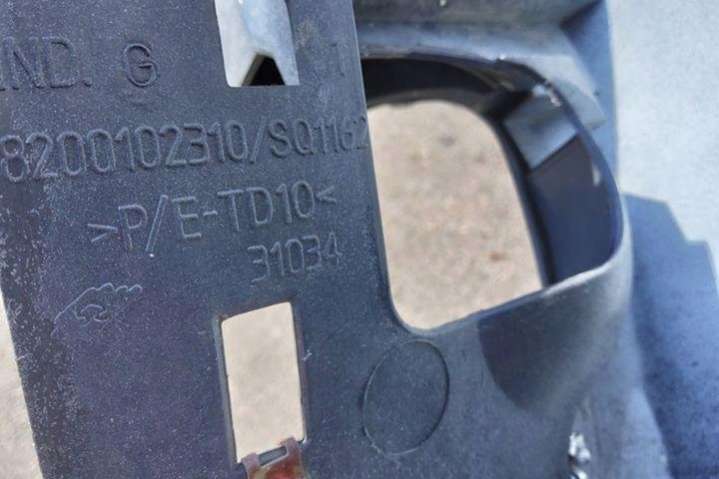 IND. G
8200102310/SQ1162
>P/E-TD10<
31034